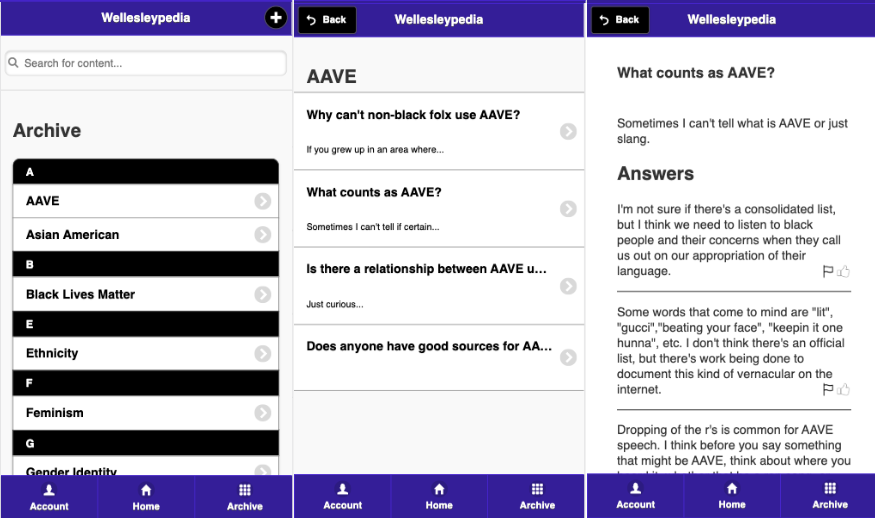 Wellesleypedia
Search for content...
Archive
A
AAVE
Asian American
B
Black Lives Matter
E
Ethnicity
F
Feminism
G
Gender Identity
Account
Home
Archive
Back
Wellesleypedia
AAVE
Why can't non-black folx use AAVE?
If you grew up in an area where...
What counts as AAVE?
Sometimes I can't tell if certain...
Is there a relationship between AAVE u...
Just curious...
Does anyone have good sources for AA...
Account
Home
Archive
Back
Wellesleypedia
What counts as AAVE?
Sometimes I can't tell what is AAVE or just
slang.
Answers
I'm not sure if there's a consolidated list,
but I think we need to listen to black
people and their concerns when they call
us out on our appropriation of their
language.
Some words that come to mind are "lit",
"gucci","beating your face", "keepin it one
hunna", etc. I don't think there's an official
list, but there's work being done to
document this kind of vernacular on the
internet.
Dropping of the r's is common for AAVE
speech. I think before you say something
that might be AAVE, think about where you
Account
Home
Archive